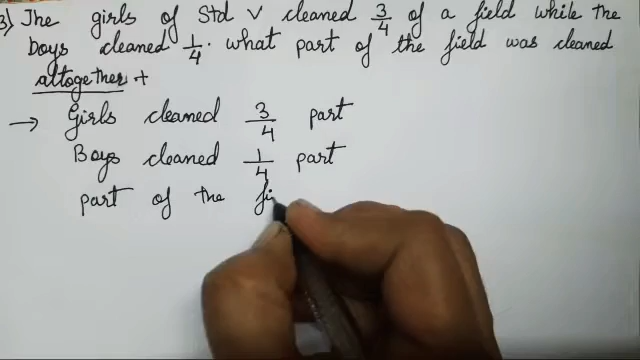 3) The girls of Std V cleaned 3/4 of a field while the
boys cleaned 1/4. what part of the field was cleaned
altogether +
→ Girls cleaned 3/4 part
Boys cleaned 1/4 part
part of the fi